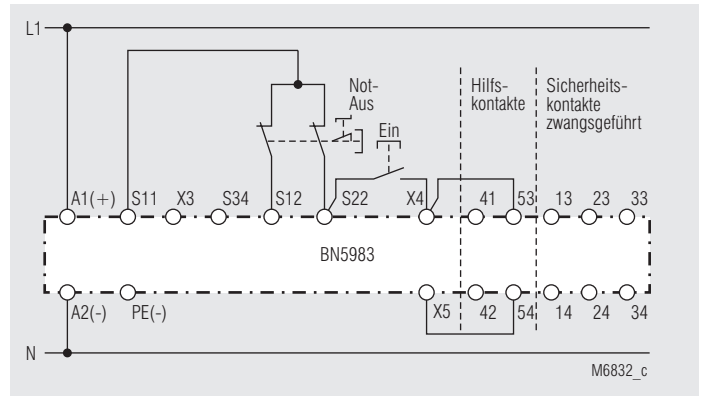 L1
Not-
Aus
Ein
Hilfs-
kontakte
Sicherheits-
kontakte
zwangsgeführt
A1(+) S11 X3 S34 S12 S22 X4 41 53 13 23 33
BN5983
A2(-) PE(-) X5 42 54 14 24 34
N
M6832_c